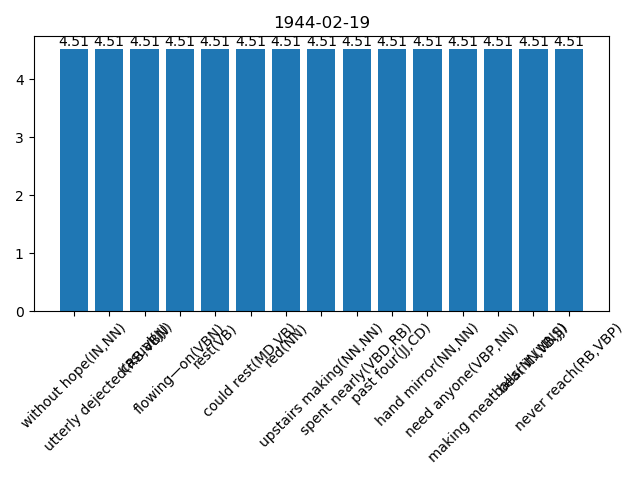 1944-02-19
4.51 4.51 4.51 4.51 4.51 4.51 4.51 4.51 4.51 4.51 4.51 4.51 4.51 4.51 4.51
4
3
2
1
0
without hope(IN,NN)
utterly dejected(RB,VBN)
flowing—on(VBN)
rest(VB)
could rest(MD,VB)
red(NN)
upstairs making(NN,NN)
spent nearly(VBD,RB)
past four(JJ,CD)
hand mirror(NN,NN)
need anyone(VBP,NN)
making
never reach(RB,VBP)